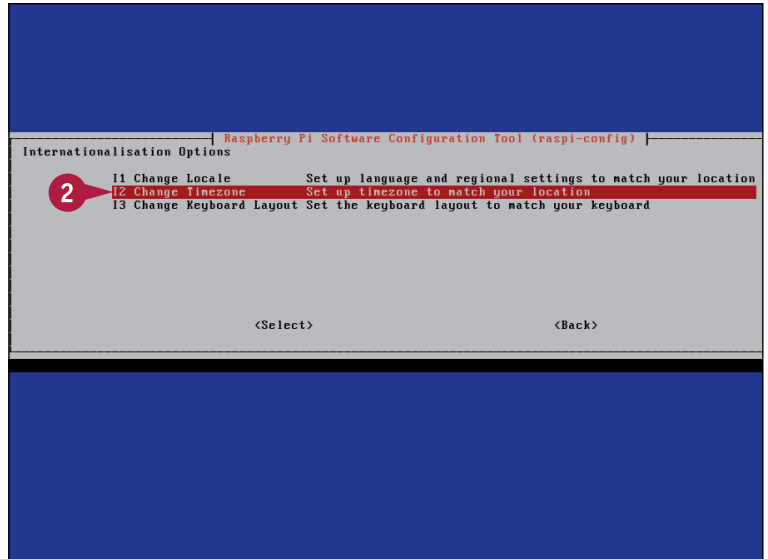 Raspberry Pi Software Configuration Tool (raspi-config)
Internationalisation Options
I1 Change Locale Set up language and regional settings to match your location
2 I2 Change Timezone Set up timezone to match your location
I3 Change Keyboard Layout Set the keyboard layout to match your keyboard
<Select> <Back>